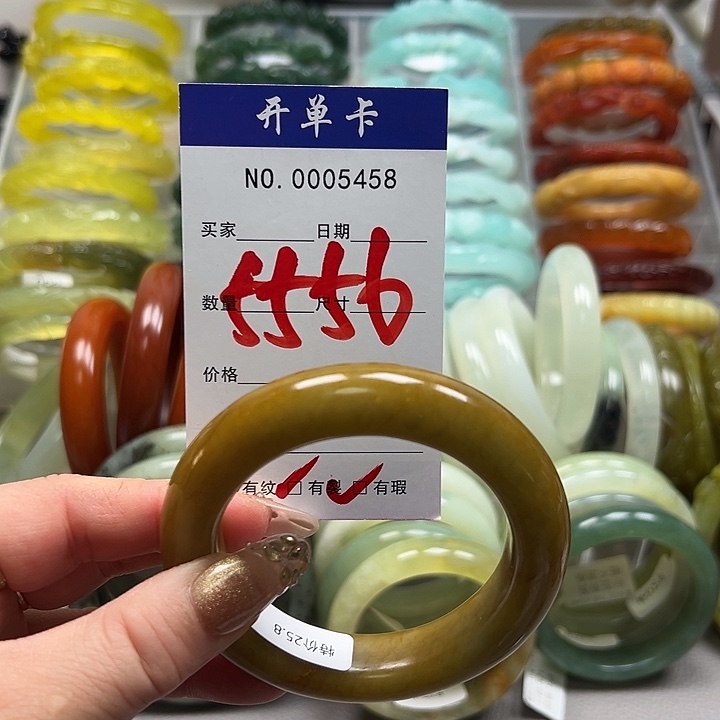 开单卡
NO. 0005458
买家 日期
5556
数量 尺寸
价格
有纹 有裂 有瑕
特价25.8